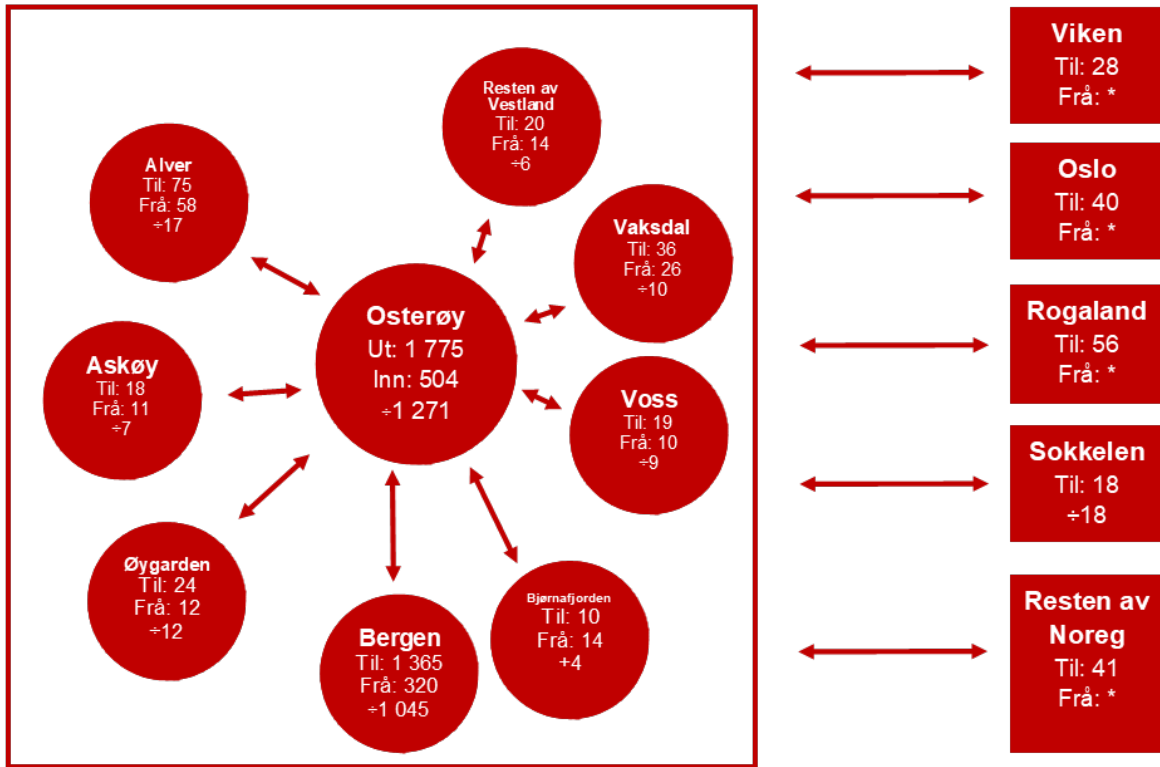 Resten av
Vestland
Til: 20
Frå: 14
÷6
Alver
Til: 75
Frå: 58
÷17
Vaksdal
Til: 36
Frå: 26
÷10
Osterøy
Ut: 1 775
Inn: 504
÷1 271
Askøy
Til: 18
Frå: 11
÷7
Voss
Til: 19
Frå: 10
÷9
Øygarden
Til: 24
Frå: 12
÷12
Bergen
Til: 1 365
Frå: 320
÷1 045
Bjørnafjorden
Til: 10
Frå: 14
+4
Viken
Til: 28
Frå: *
Oslo
Til: 40
Frå: *
Rogaland
Til: 56
Frå: *
Sokkelen
Til: 18
÷18
Resten av
Noreg
Til: 41
Frå: *